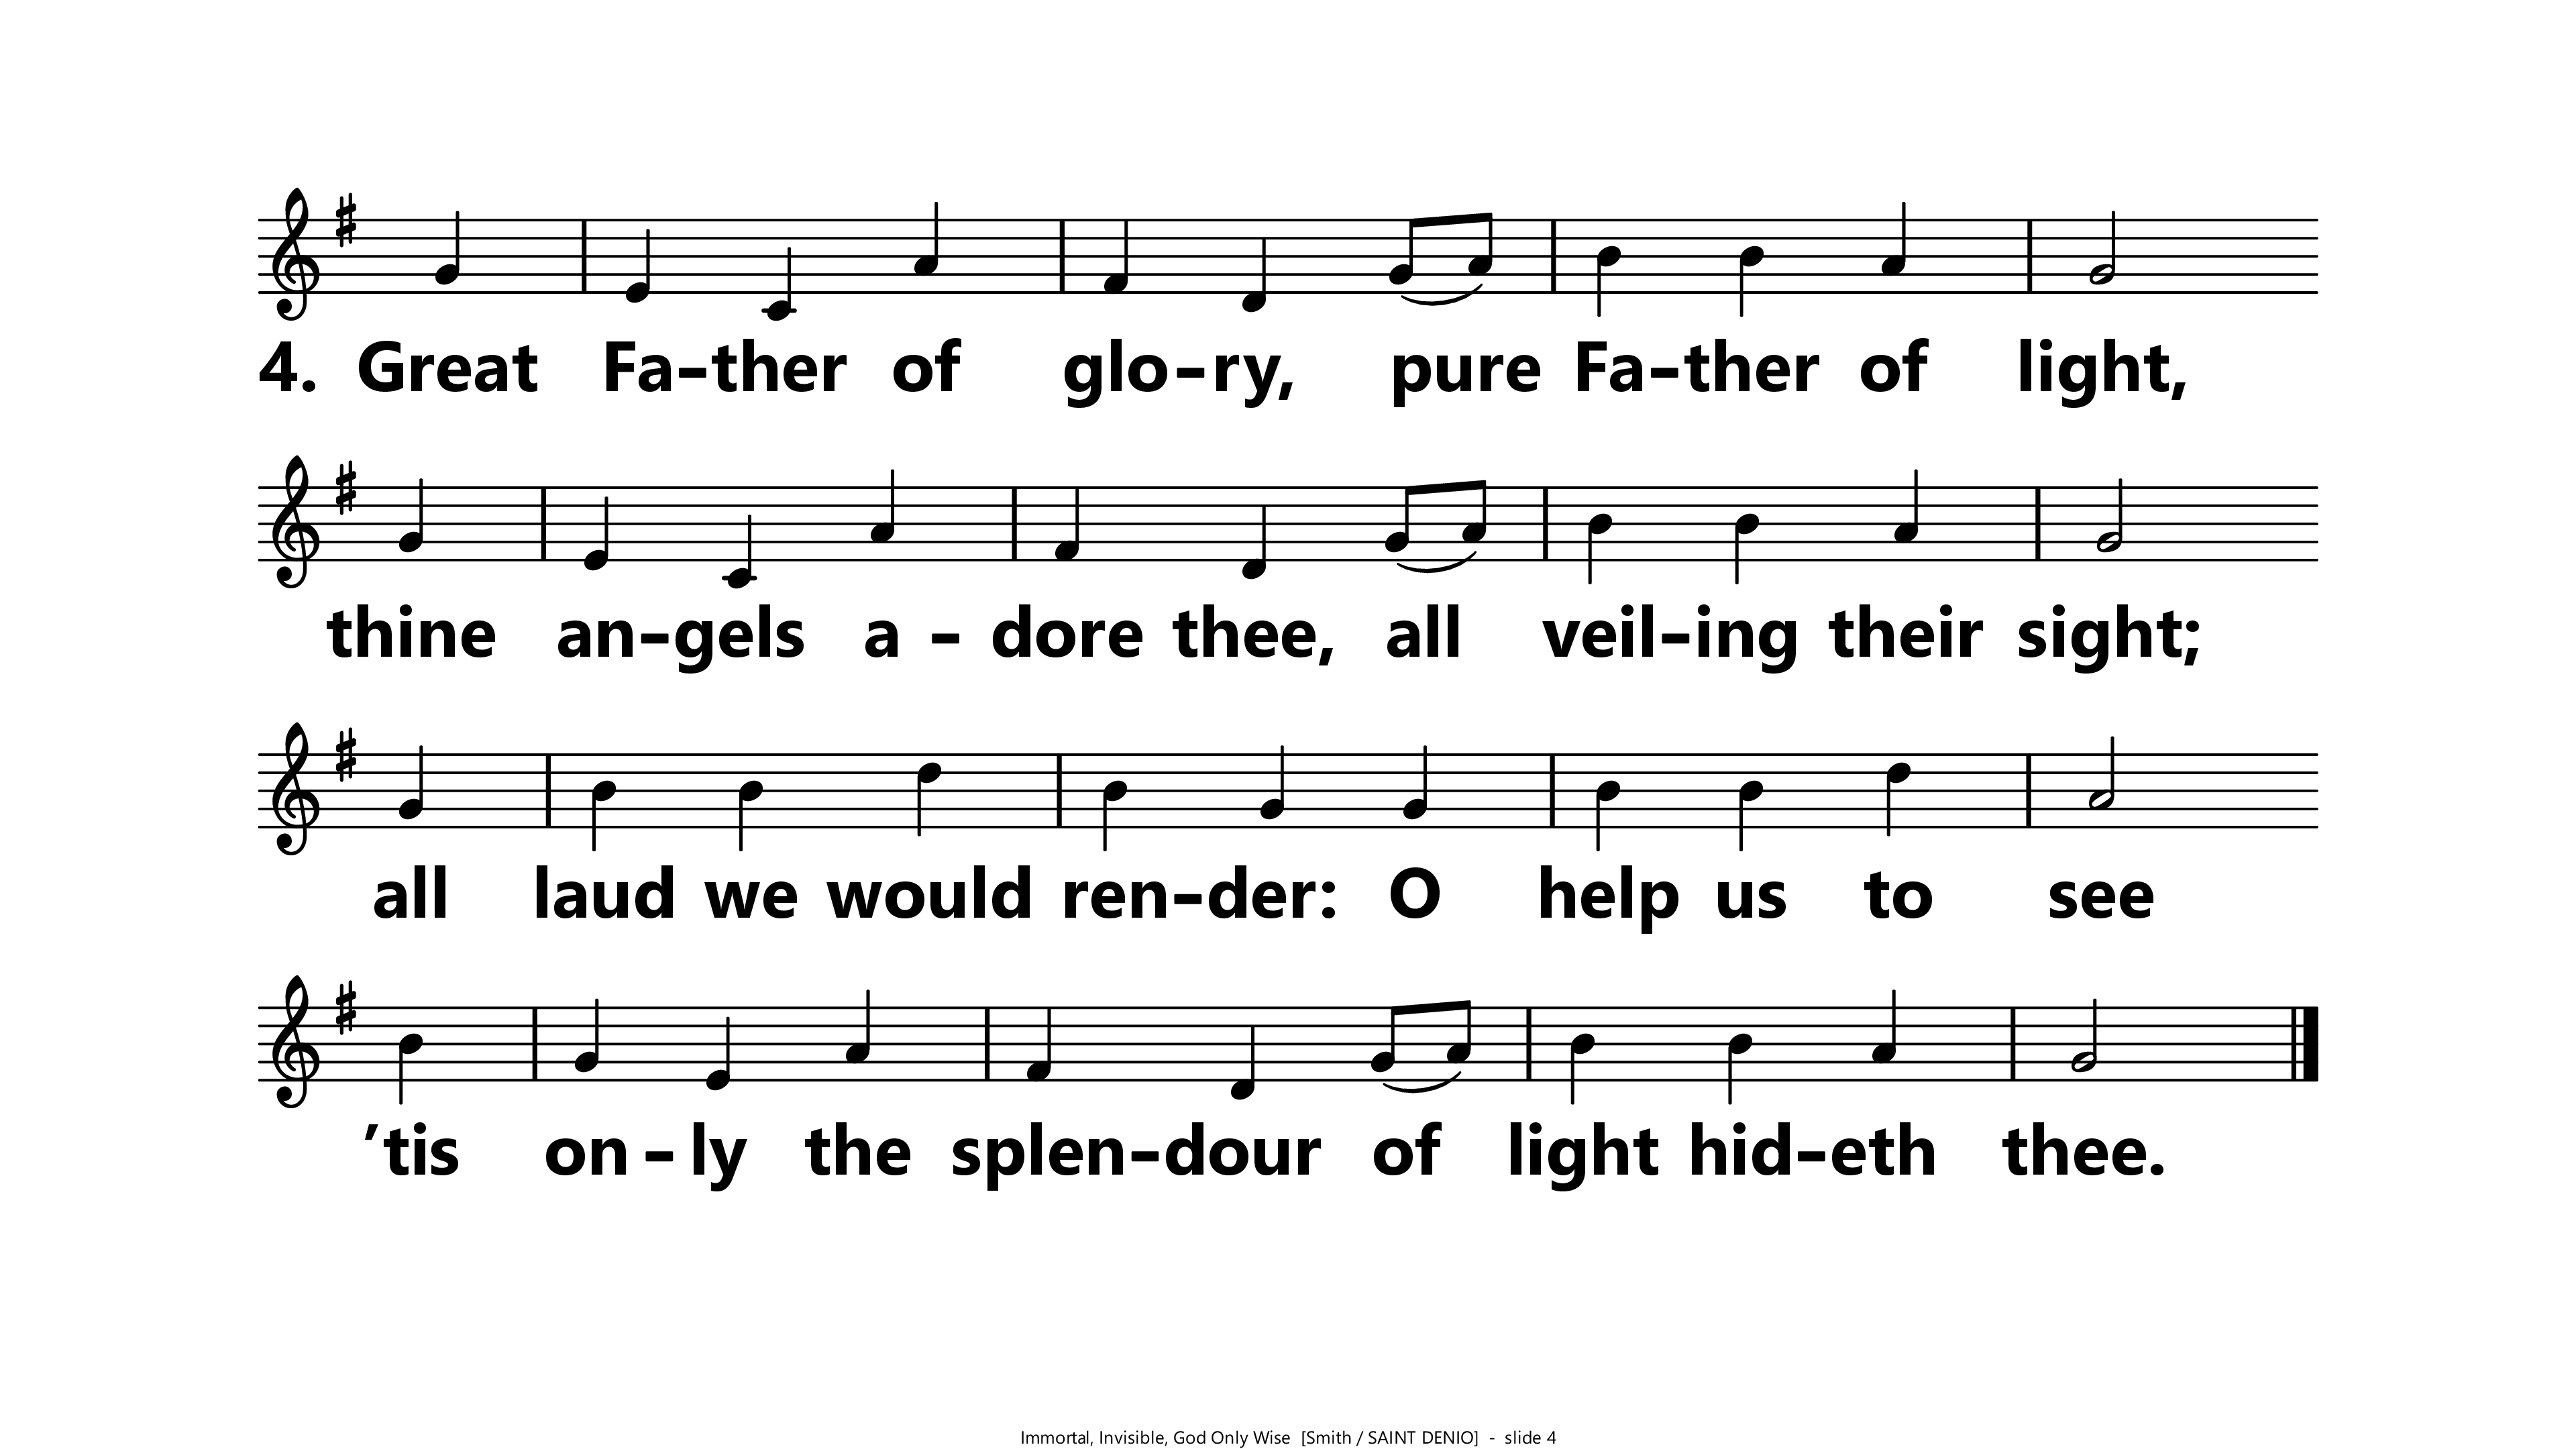 4. Great Fa-ther of glo-ry, pure Fa-ther of light,
thine an-gels a - dore thee, all veil-ing their sight;
all laud we would ren-der: O help us to see
’tis on - ly the splen-dour of light hid-eth thee.
Immortal, Invisible, God Only Wise [Smith / SAINT DENIO] - slide 4